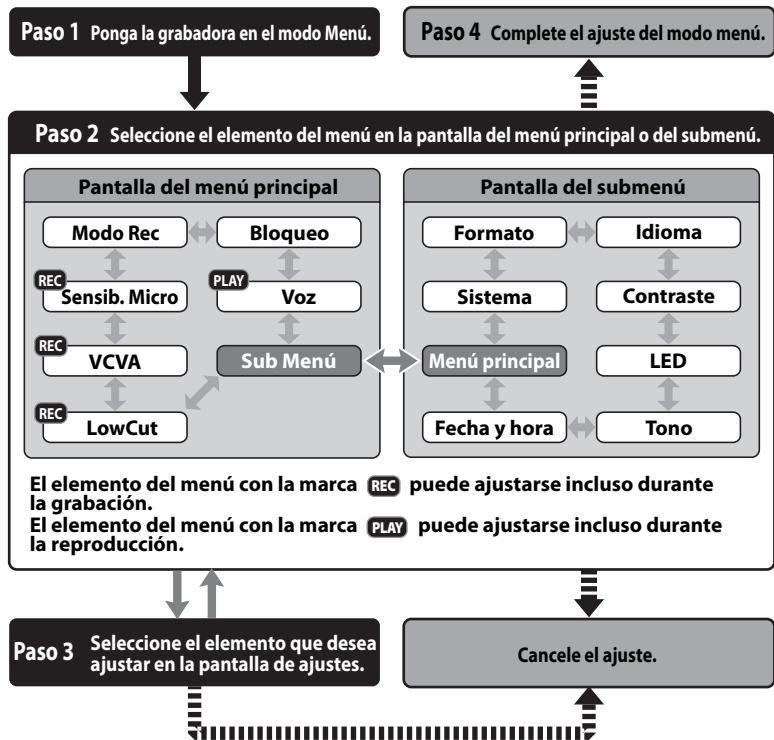 Paso 1 Ponga la grabadora en el modo Menú.
Paso 4 Complete el ajuste del modo menú.
Paso 2 Seleccione el elemento del menú en la pantalla del menú principal o del submenú.
Pantalla del menú principal
Modo Rec
Bloqueo
REC
Sensib. Micro
PLAY
Voz
REC
VCVA
Sub Menú
REC
LowCut
Pantalla del submenú
Formato
Idioma
Sistema
Contraste
Menú principal
LED
Fecha y hora
Tono
El elemento del menú con la marca REC puede ajustarse incluso durante
la grabación.
El elemento del menú con la marca PLAY puede ajustarse incluso durante
la reproducción.
Paso 3 Seleccione el elemento que desea
ajustar en la pantalla de ajustes.
Cancele el ajuste.